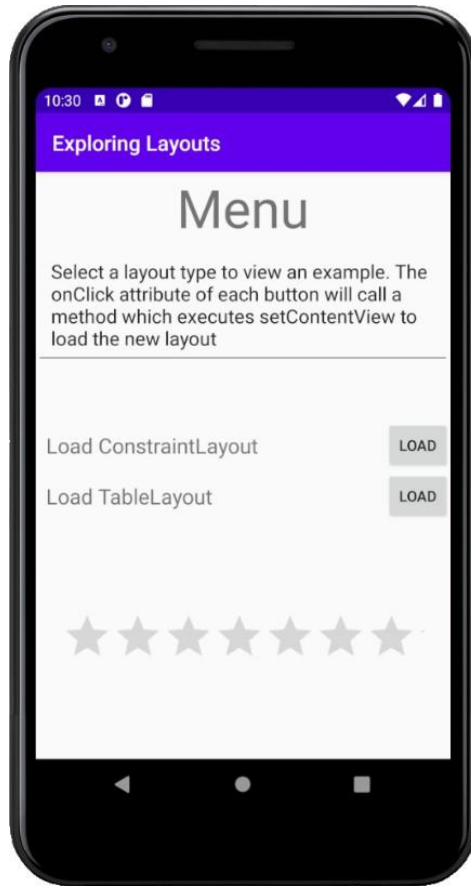 10:30
Exploring Layouts
Menu
Select a layout type to view an example. The
onClick attribute of each button will call a
method which executes setContentView to
load the new layout
Load ConstraintLayout LOAD
Load TableLayout LOAD